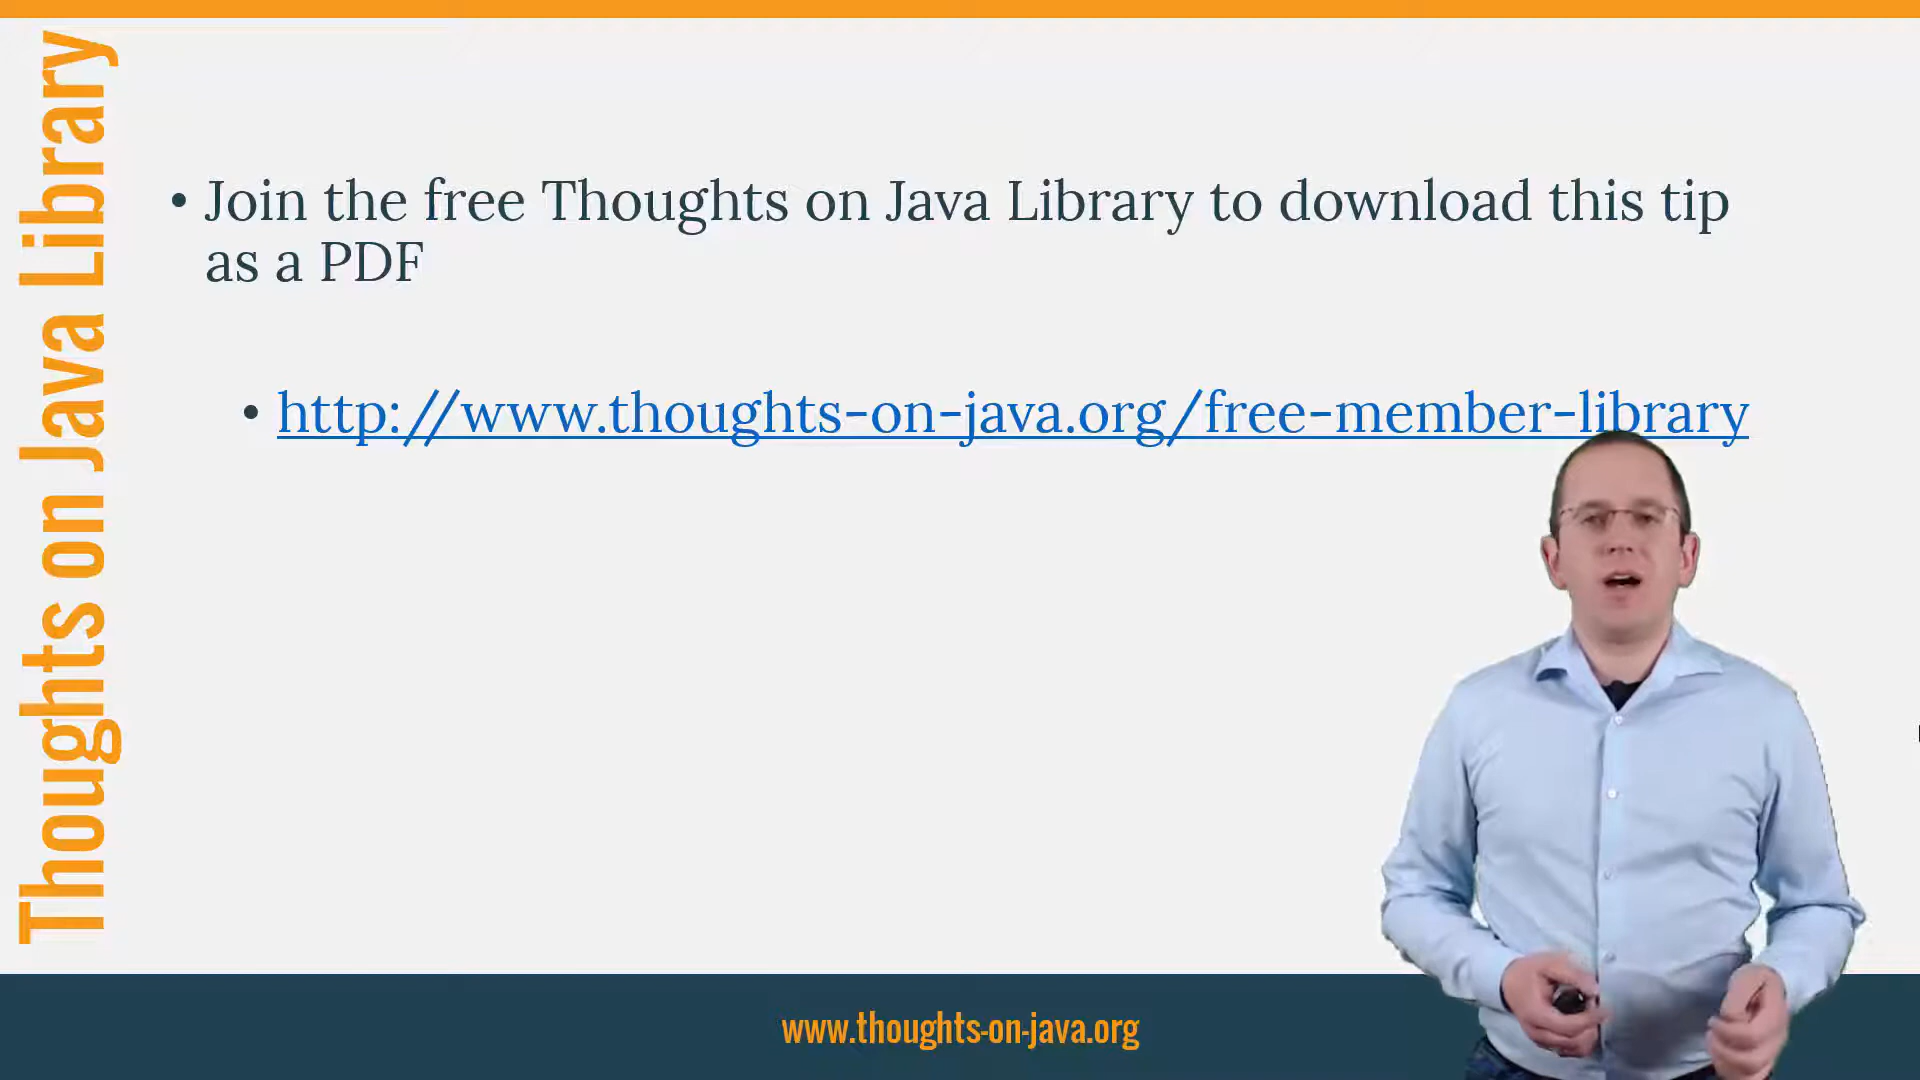 Thoughts on Java Library
• Join the free Thoughts on Java Library to download this tip
as a PDF
• http://www.thoughts-on-java.org/free-member-library
www.thoughts-on-java.org